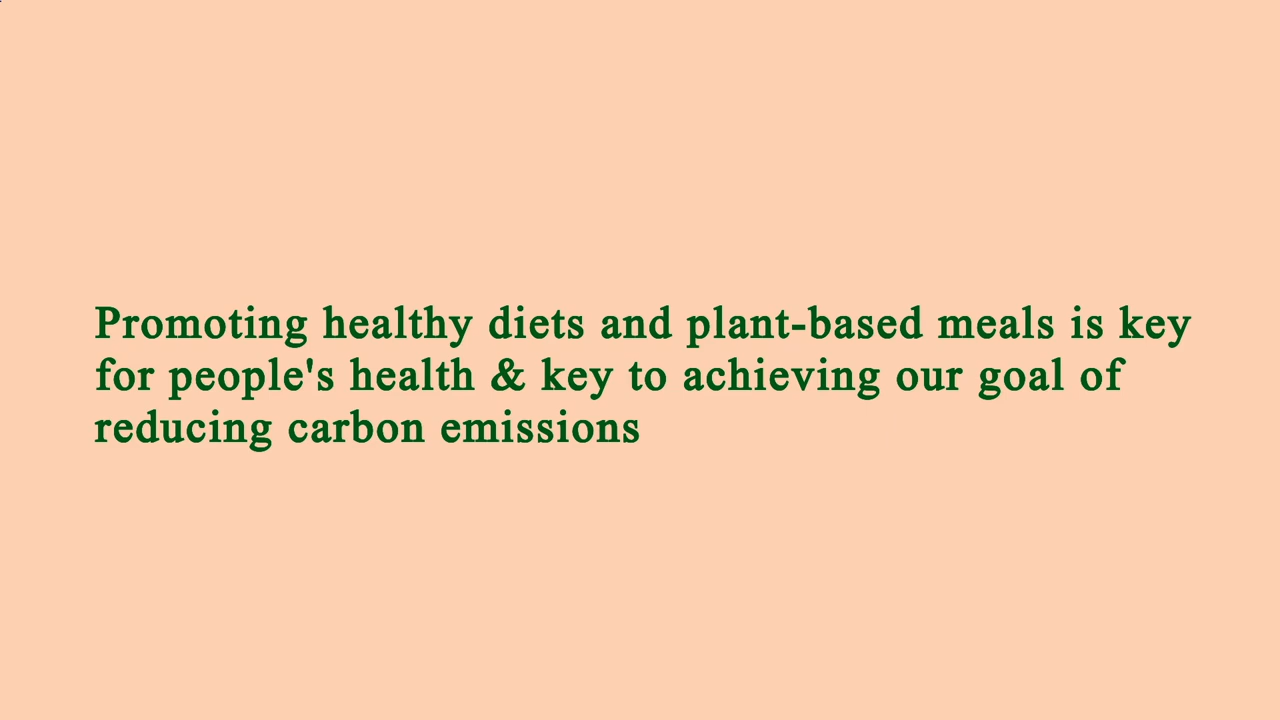 Promoting healthy diets and plant-based meals is key
for people's health & key to achieving our goal of
reducing carbon emissions